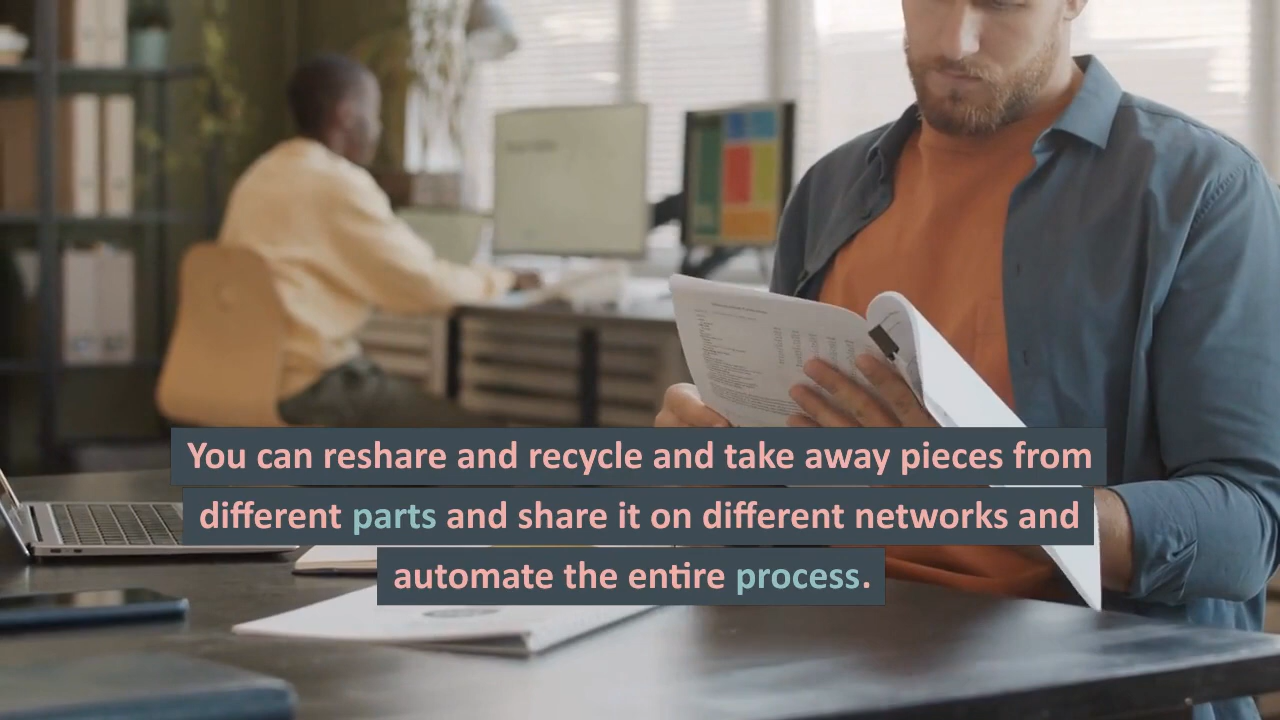 You can reshare and recycle and take away pieces from
different parts and share it on different networks and
automate the entire process.